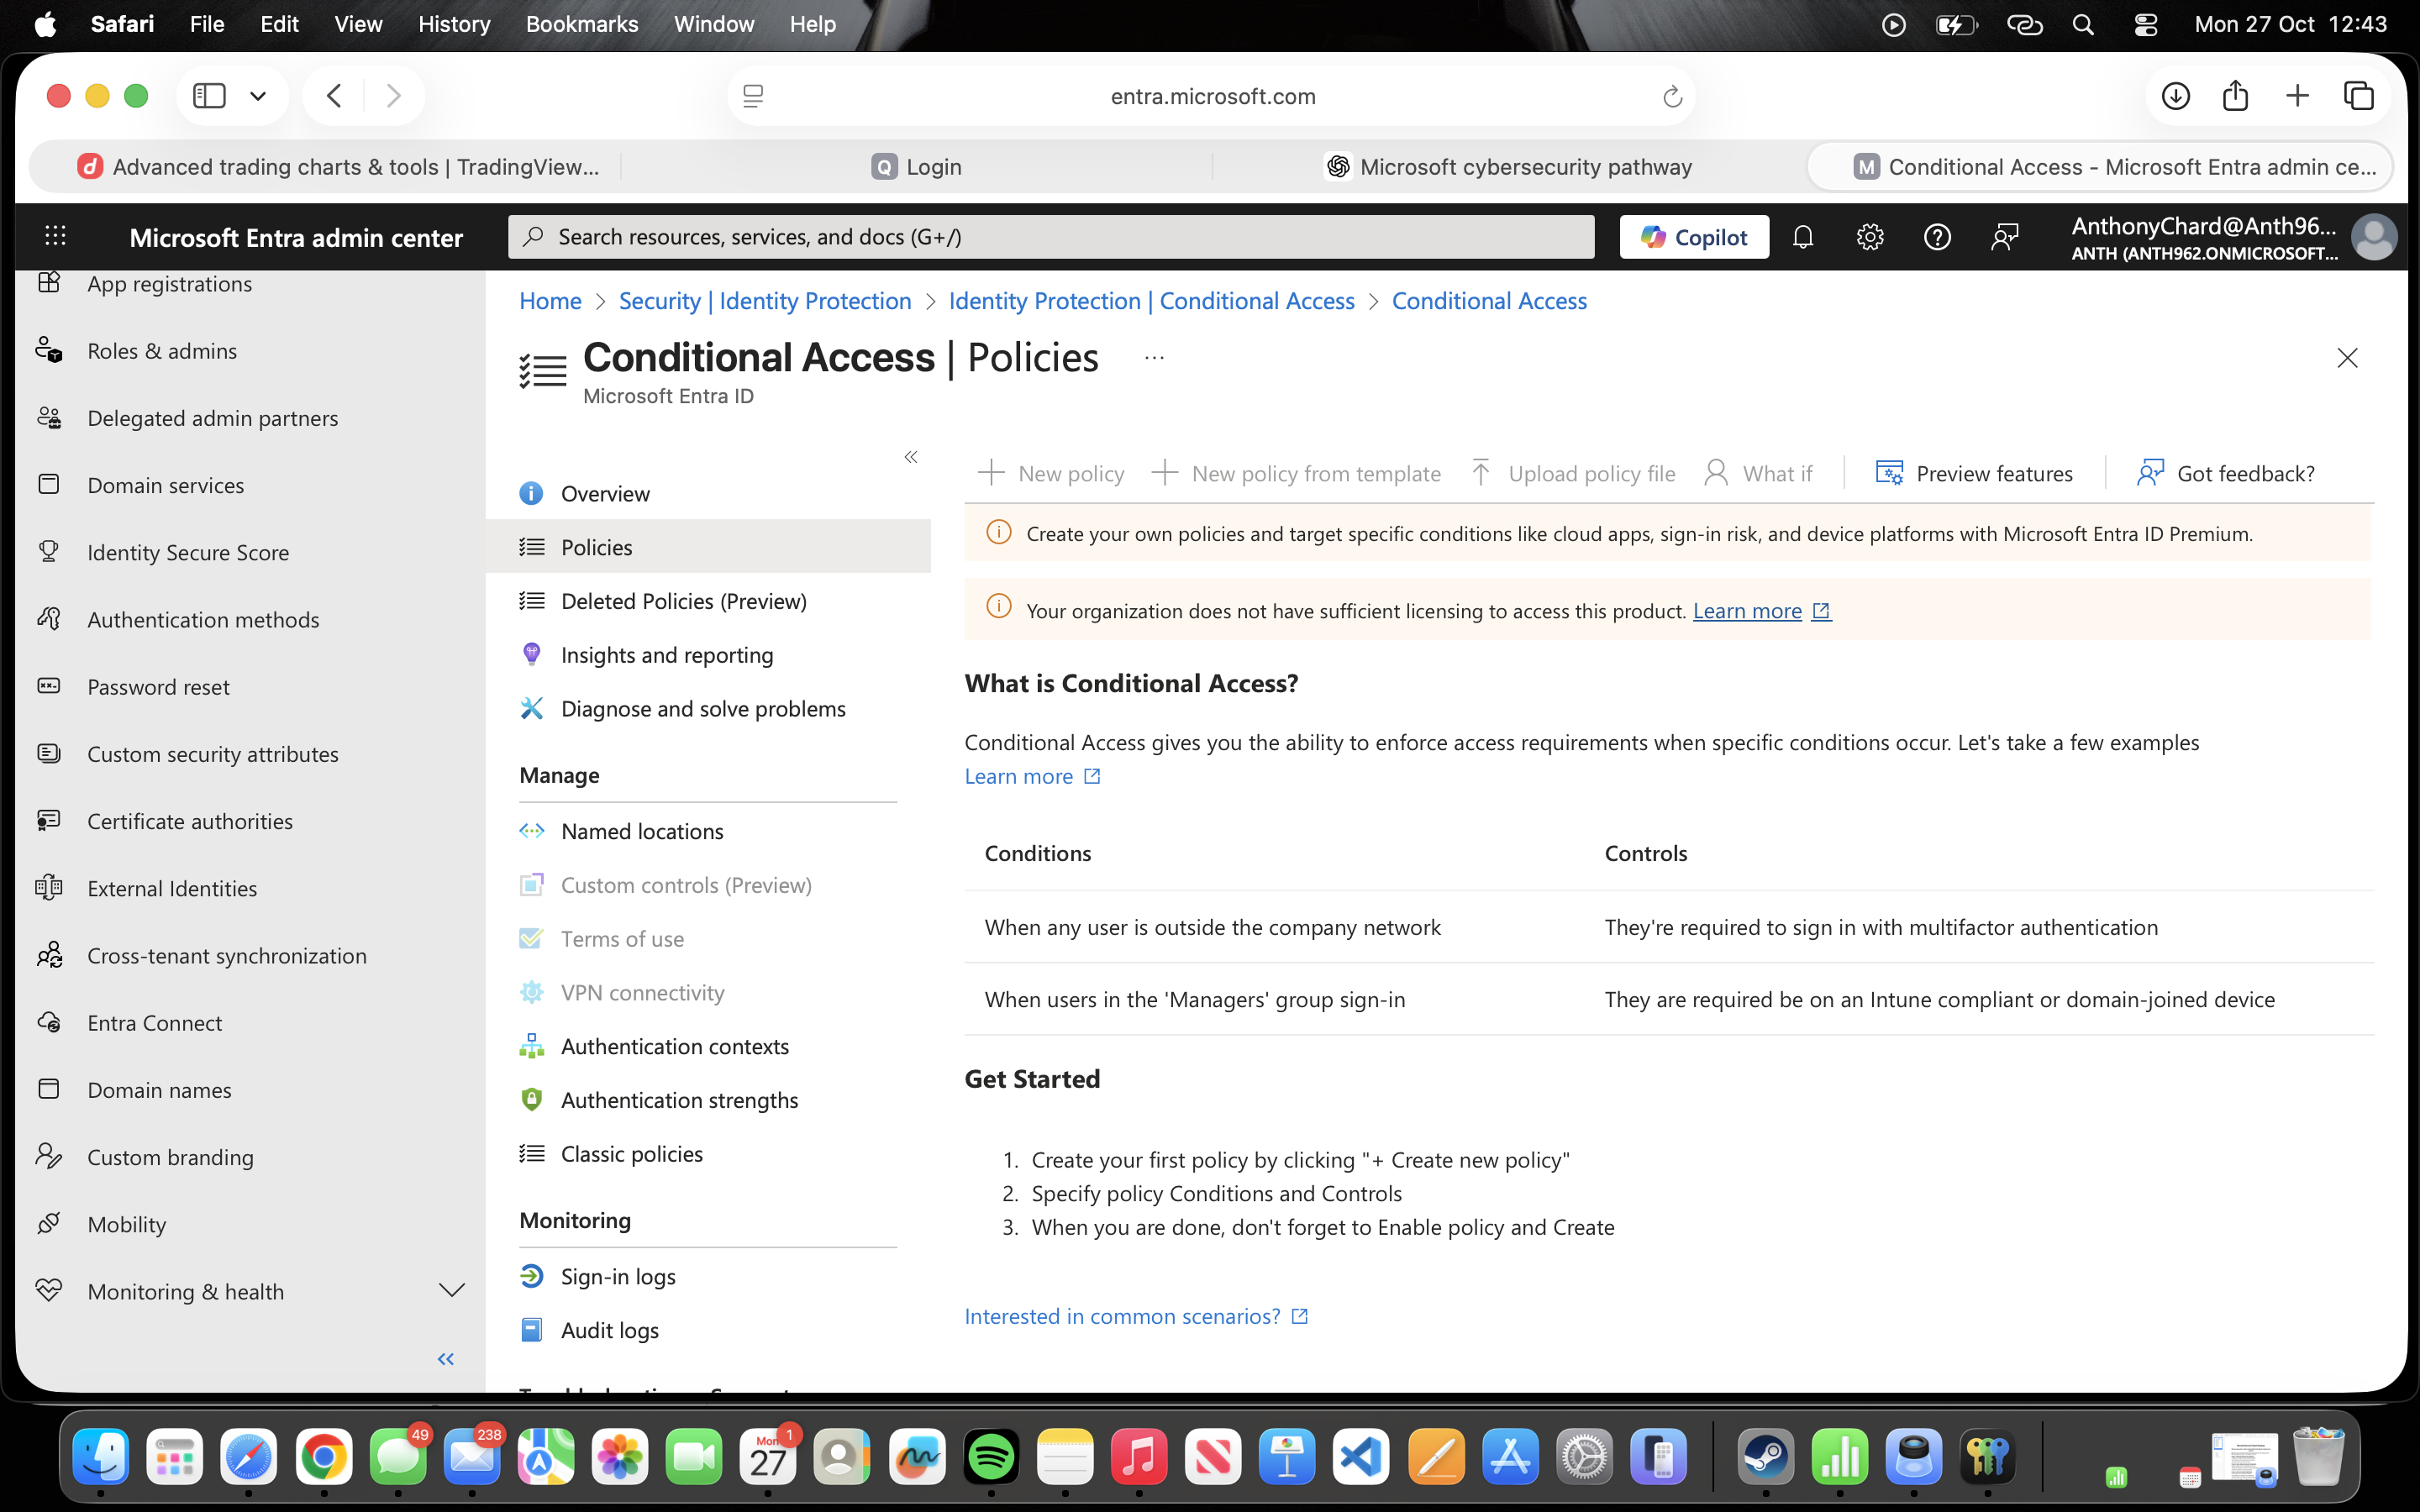 Safari File Edit View History Bookmarks Window Help Mon 27 Oct 12:43
entra.microsoft.com
Advanced trading charts & tools | TradingView...
Login
Microsoft cybersecurity pathway
Conditional Access - Microsoft Entra admin ce...
Microsoft Entra admin center
Search resources, services, and docs (G+/)
Copilot
AnthonyChard@Anth96...
ANTH (ANTH962.ONMICROSOFT...
App registrations
Roles & admins
Delegated admin partners
Domain services
Identity Secure Score
Authentication methods
Password reset
Custom security attributes
Certificate authorities
External Identities
Cross-tenant synchronization
Entra Connect
Domain names
Custom branding
Mobility
Monitoring & health
Home > Security | Identity Protection > Identity Protection | Conditional Access > Conditional Access
Conditional Access | Policies ...
Microsoft Entra ID
Overview
Policies
Deleted Policies (Preview)
Insights and reporting
Diagnose and solve problems
Manage
Named locations
Custom controls (Preview)
Terms of use
VPN connectivity
Authentication contexts
Authentication strengths
Classic policies
Monitoring
Sign-in logs
Audit logs
New policy New policy from template Upload policy file What if Preview features Got feedback?
Create your own policies and target specific conditions like cloud apps, sign-in risk, and device platforms with Microsoft Entra ID Premium.
Your organization does not have sufficient licensing to access this product. Learn more
What is Conditional Access?
Conditional Access gives you the ability to enforce access requirements when specific conditions occur. Let's take a few examples
Learn more
Conditions Controls
When any user is outside the company network They're required to sign in with multifactor authentication
When users in the 'Managers' group sign-in They are required be on an Intune compliant or domain-joined device
Get Started
1. Create your first policy by clicking "+ Create new policy"
2. Specify policy Conditions and Controls
3. When you are done, don't forget to Enable policy and Create
Interested in common scenarios?
49
238
Mon
27
1